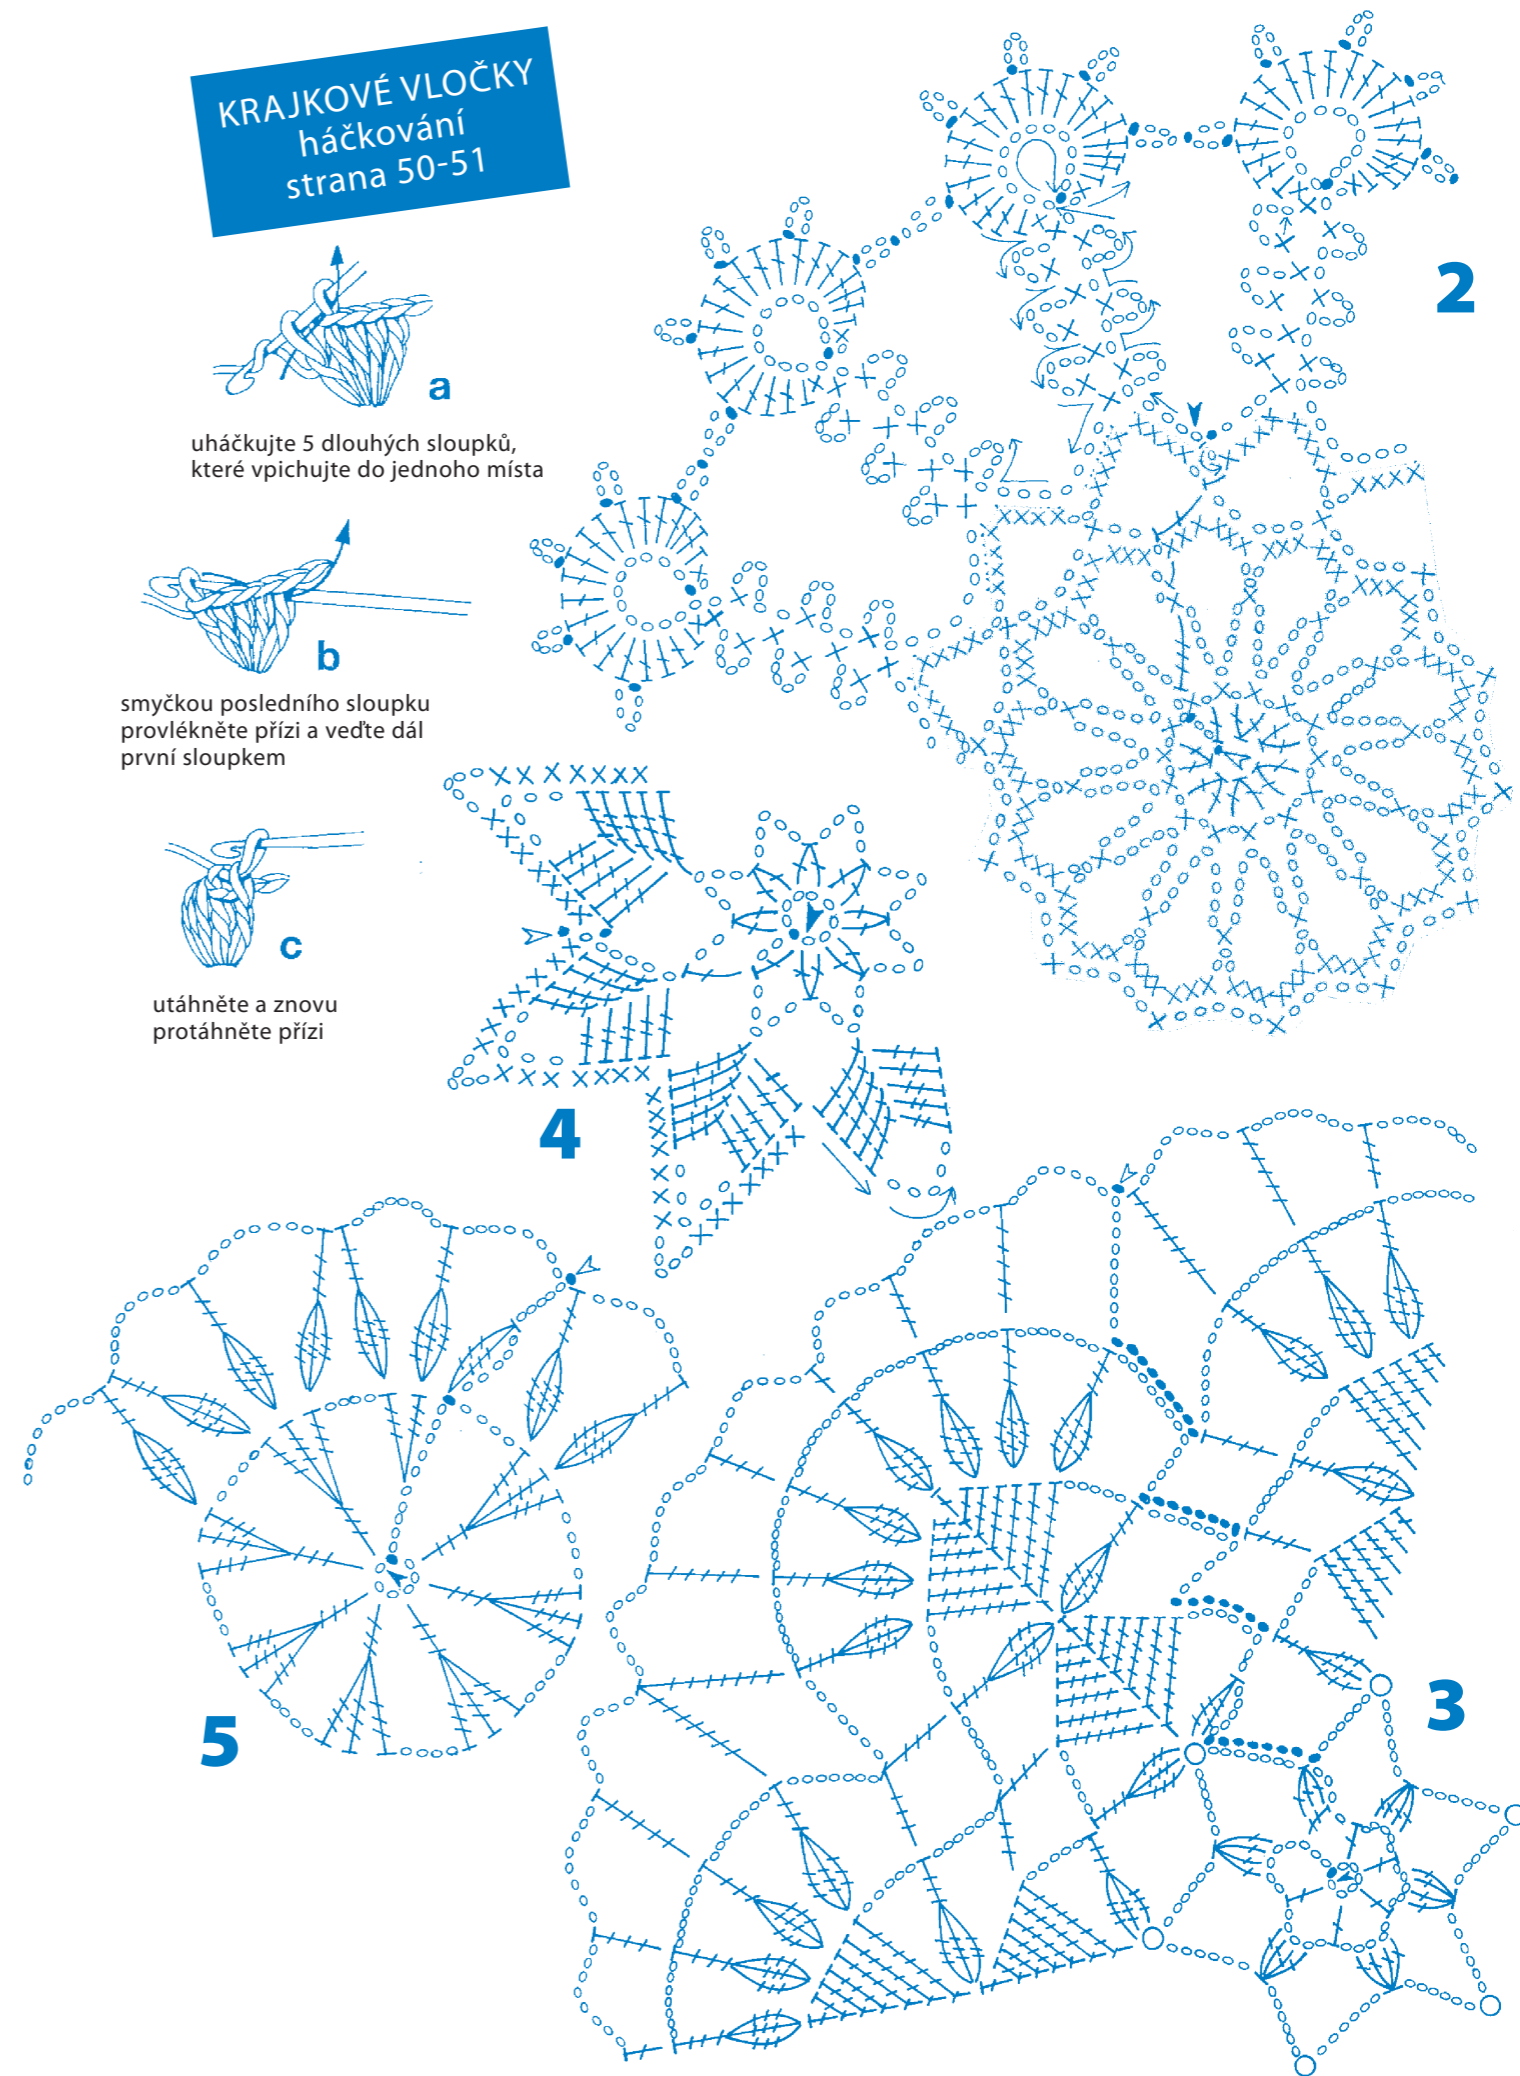 KRAJKOVÉ VLOČKY
háčkování
strana 50-51
2
a
uháčkujte 5 dlouhých sloupků,
které vpichujte do jednoho místa
b
smyčkou posledního sloupku
provlékněte přízi a veďte dál
první sloupkem
c
utáhněte a znovu
protáhněte přízi
4
5
3